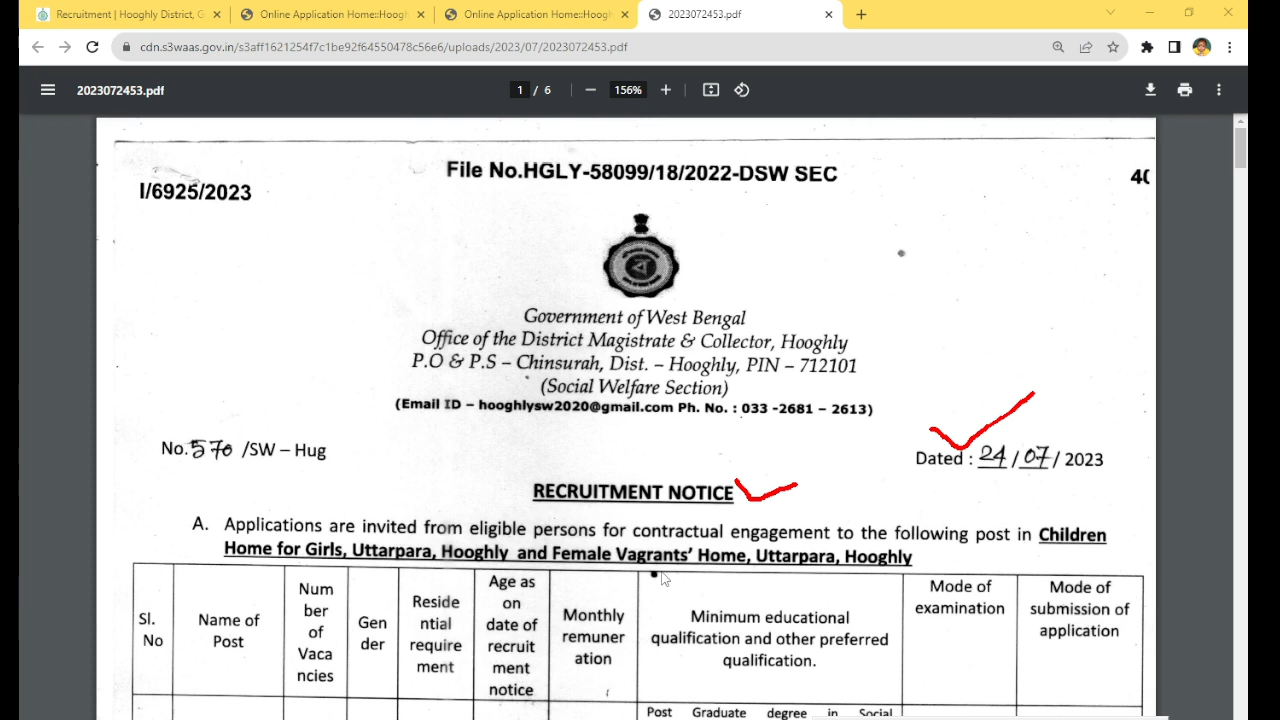 Recruitment | Hooghly District, G
Online Application Home::Hoogh
Online Application Home::Hoogh
2023072453.pdf
cdn.s3waas.gov.in/s3aff1621254f7c1be92f64550478c56e6/uploads/2023/07/2023072453.pdf
2023072453.pdf
1 / 6
156%
I/6925/2023
File No.HGLY-58099/18/2022-DSW SEC
40
Government of West Bengal
Office of the District Magistrate & Collector, Hooghly
P.O & P.S – Chinsurah, Dist. – Hooghly, PIN – 712101
(Social Welfare Section)
(Email ID – hooghlysw2020@gmail.com Ph. No. : 033 -2681 – 2613)
No. 570 /SW – Hug
Dated : 24 / 07 / 2023
RECRUITMENT NOTICE
A. Applications are invited from eligible persons for contractual engagement to the following post in Children
Home for Girls, Uttarpara, Hooghly and Female Vagrants' Home, Uttarpara, Hooghly
Sl.
No
Name of
Post
Num
ber
of
Vaca
ncies
Gen
der
Reside
ntial
require
ment
Age as
on
date of
recruit
ment
notice
Monthly
remuner
ation
Minimum educational
qualification and other preferred
qualification.
Mode of
examination
Mode of
submission of
application
Post Graduate degree in Social